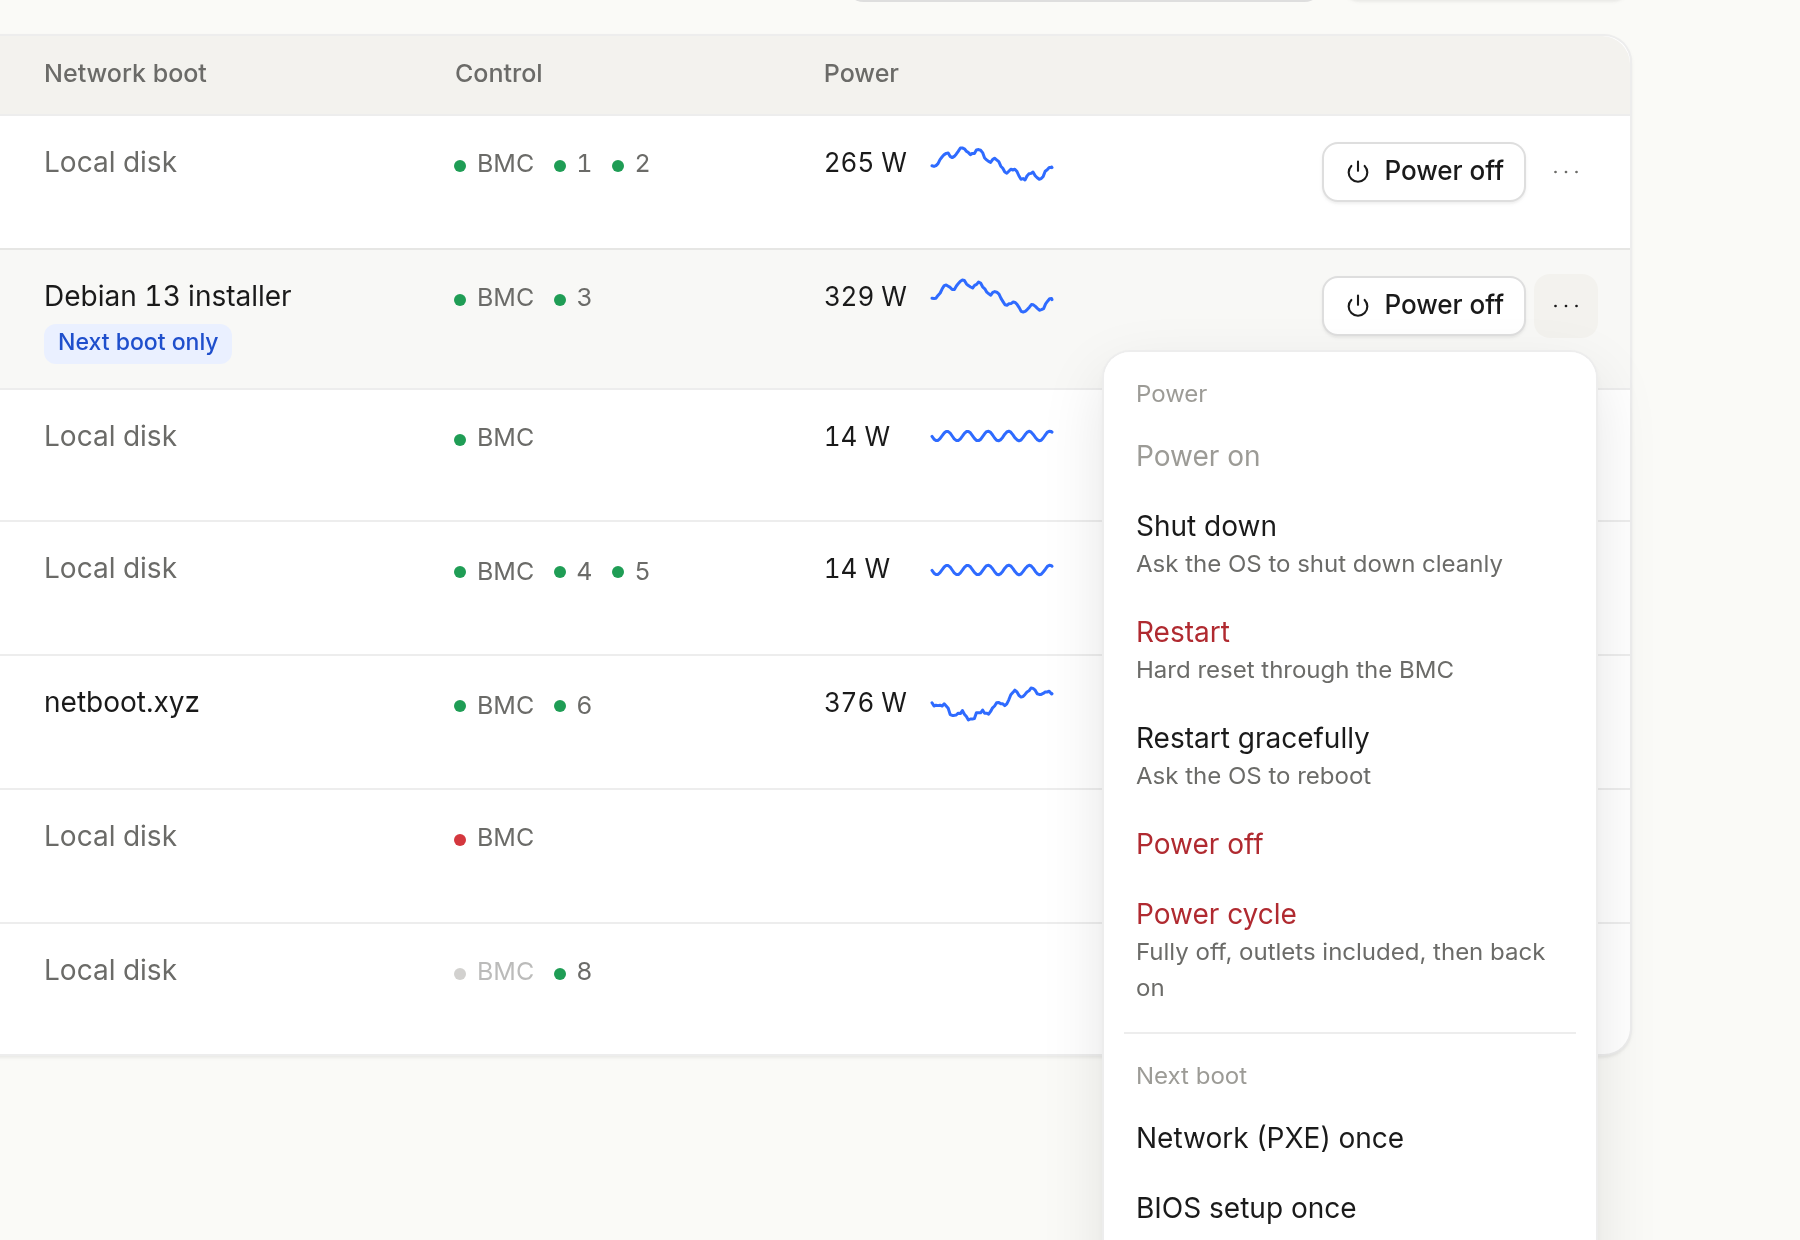 Network boot Control Power
Local disk BMC 1 2 265 W Power off ···
Debian 13 installer BMC 3 329 W Power off ···
Next boot only
Local disk BMC 14 W
Local disk BMC 4 5 14 W
netboot.xyz BMC 6 376 W
Local disk BMC
Local disk BMC 8
Power
Power on
Shut down
Ask the OS to shut down cleanly
Restart
Hard reset through the BMC
Restart gracefully
Ask the OS to reboot
Power off
Power cycle
Fully off, outlets included, then back
on
Next boot
Network (PXE) once
BIOS setup once